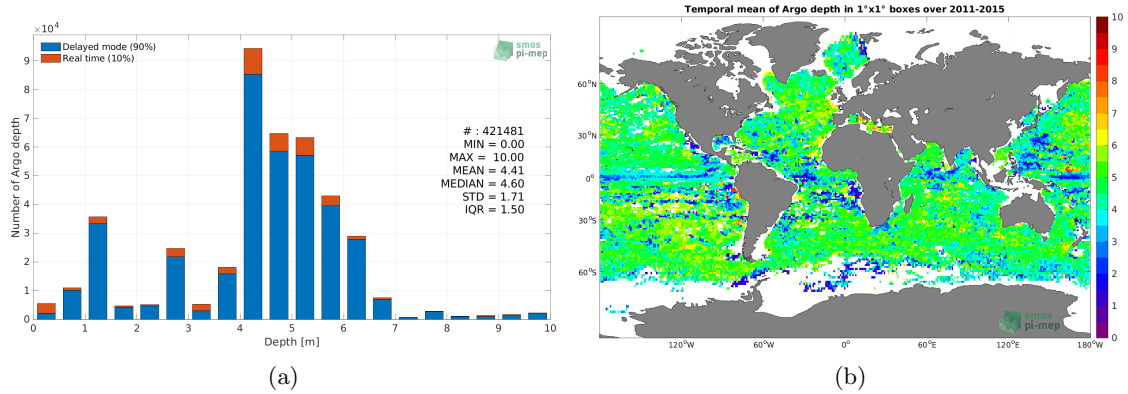 ×10⁴
Delayed mode (90%)
Real time (10%)
smos
pi-mep
9
8
7
6
5
4
3
2
1
0
Number of Argo depth
# : 421481
MIN = 0.00
MAX = 10.00
MEAN = 4.41
MEDIAN = 4.60
STD = 1.71
IQR = 1.50
0 1 2 3 4 5 6 7 8 9 10
Depth [m]
(a)
Temporal mean of Argo depth in 1°x1° boxes over 2011-2015
60°N
30°N
0°
30°S
60°S
120°W 60°W 0° 60°E 120°E 180°W
smos
pi-mep
10
9
8
7
6
5
4
3
2
1
0
(b)